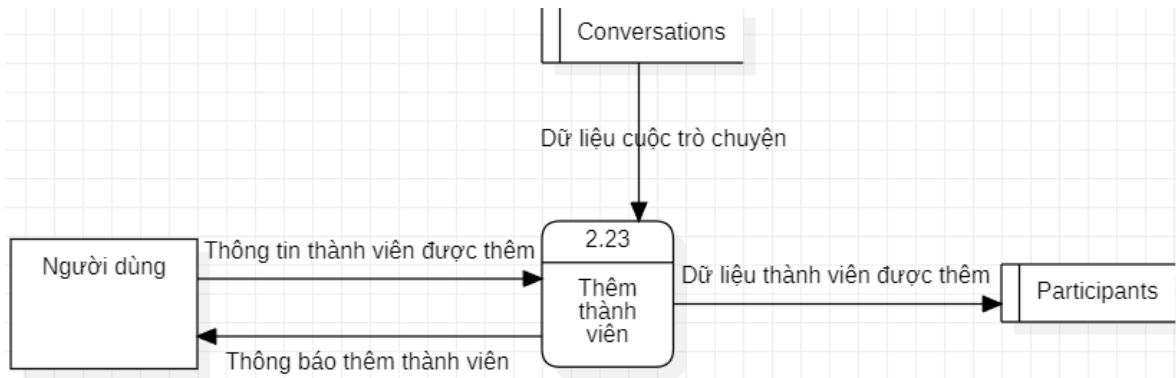 Conversations
Dữ liệu cuộc trò chuyện
2.23
Thông tin thành viên được thêm
Người dùng
Dữ liệu thành viên được thêm
Thêm
thành
viên
Participants
Thông báo thêm thành viên